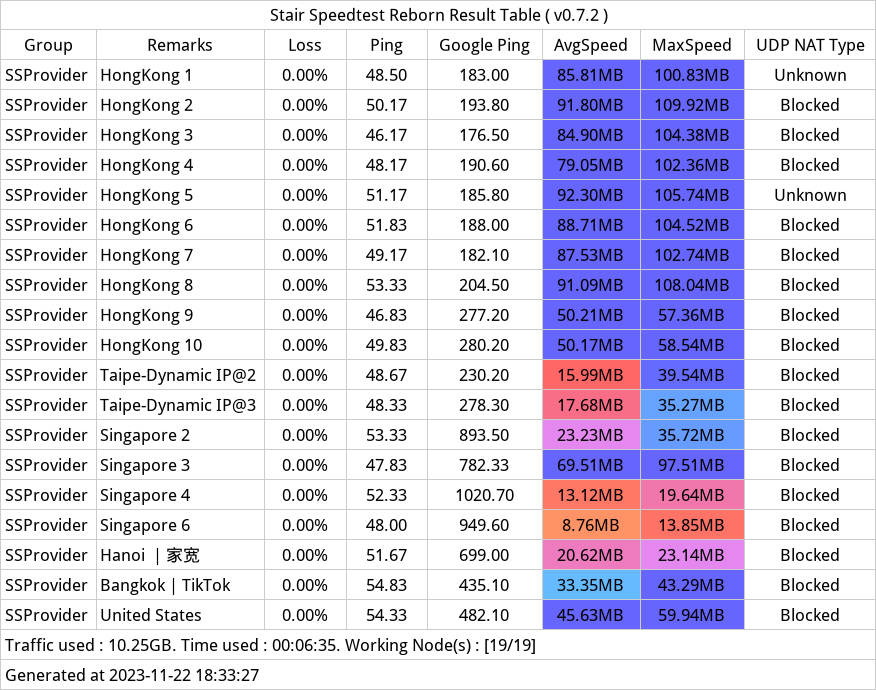 Stair Speedtest Reborn Result Table ( v0.7.2 )
Group Remarks Loss Ping Google Ping AvgSpeed MaxSpeed UDP NAT Type
SSProvider HongKong 1 0.00% 48.50 183.00 85.81MB 100.83MB Unknown
SSProvider HongKong 2 0.00% 50.17 193.80 91.80MB 109.92MB Blocked
SSProvider HongKong 3 0.00% 46.17 176.50 84.90MB 104.38MB Blocked
SSProvider HongKong 4 0.00% 48.17 190.60 79.05MB 102.36MB Blocked
SSProvider HongKong 5 0.00% 51.17 185.80 92.30MB 105.74MB Unknown
SSProvider HongKong 6 0.00% 51.83 188.00 88.71MB 104.52MB Blocked
SSProvider HongKong 7 0.00% 49.17 182.10 87.53MB 102.74MB Blocked
SSProvider HongKong 8 0.00% 53.33 204.50 91.09MB 108.04MB Blocked
SSProvider HongKong 9 0.00% 46.83 277.20 50.21MB 57.36MB Blocked
SSProvider HongKong 10 0.00% 49.83 280.20 50.17MB 58.54MB Blocked
SSProvider Taipe-Dynamic IP@2 0.00% 48.67 230.20 15.99MB 39.54MB Blocked
SSProvider Taipe-Dynamic IP@3 0.00% 48.33 278.30 17.68MB 35.27MB Blocked
SSProvider Singapore 2 0.00% 53.33 893.50 23.23MB 35.72MB Blocked
SSProvider Singapore 3 0.00% 47.83 782.33 69.51MB 97.51MB Blocked
SSProvider Singapore 4 0.00% 52.33 1020.70 13.12MB 19.64MB Blocked
SSProvider Singapore 6 0.00% 48.00 949.60 8.76MB 13.85MB Blocked
SSProvider Hanoi | 家宽 0.00% 51.67 699.00 20.62MB 23.14MB Blocked
SSProvider Bangkok | TikTok 0.00% 54.83 435.10 33.35MB 43.29MB Blocked
SSProvider United States 0.00% 54.33 482.10 45.63MB 59.94MB Blocked
Traffic used : 10.25GB. Time used : 00:06:35. Working Node(s) : [19/19]
Generated at 2023-11-22 18:33:27